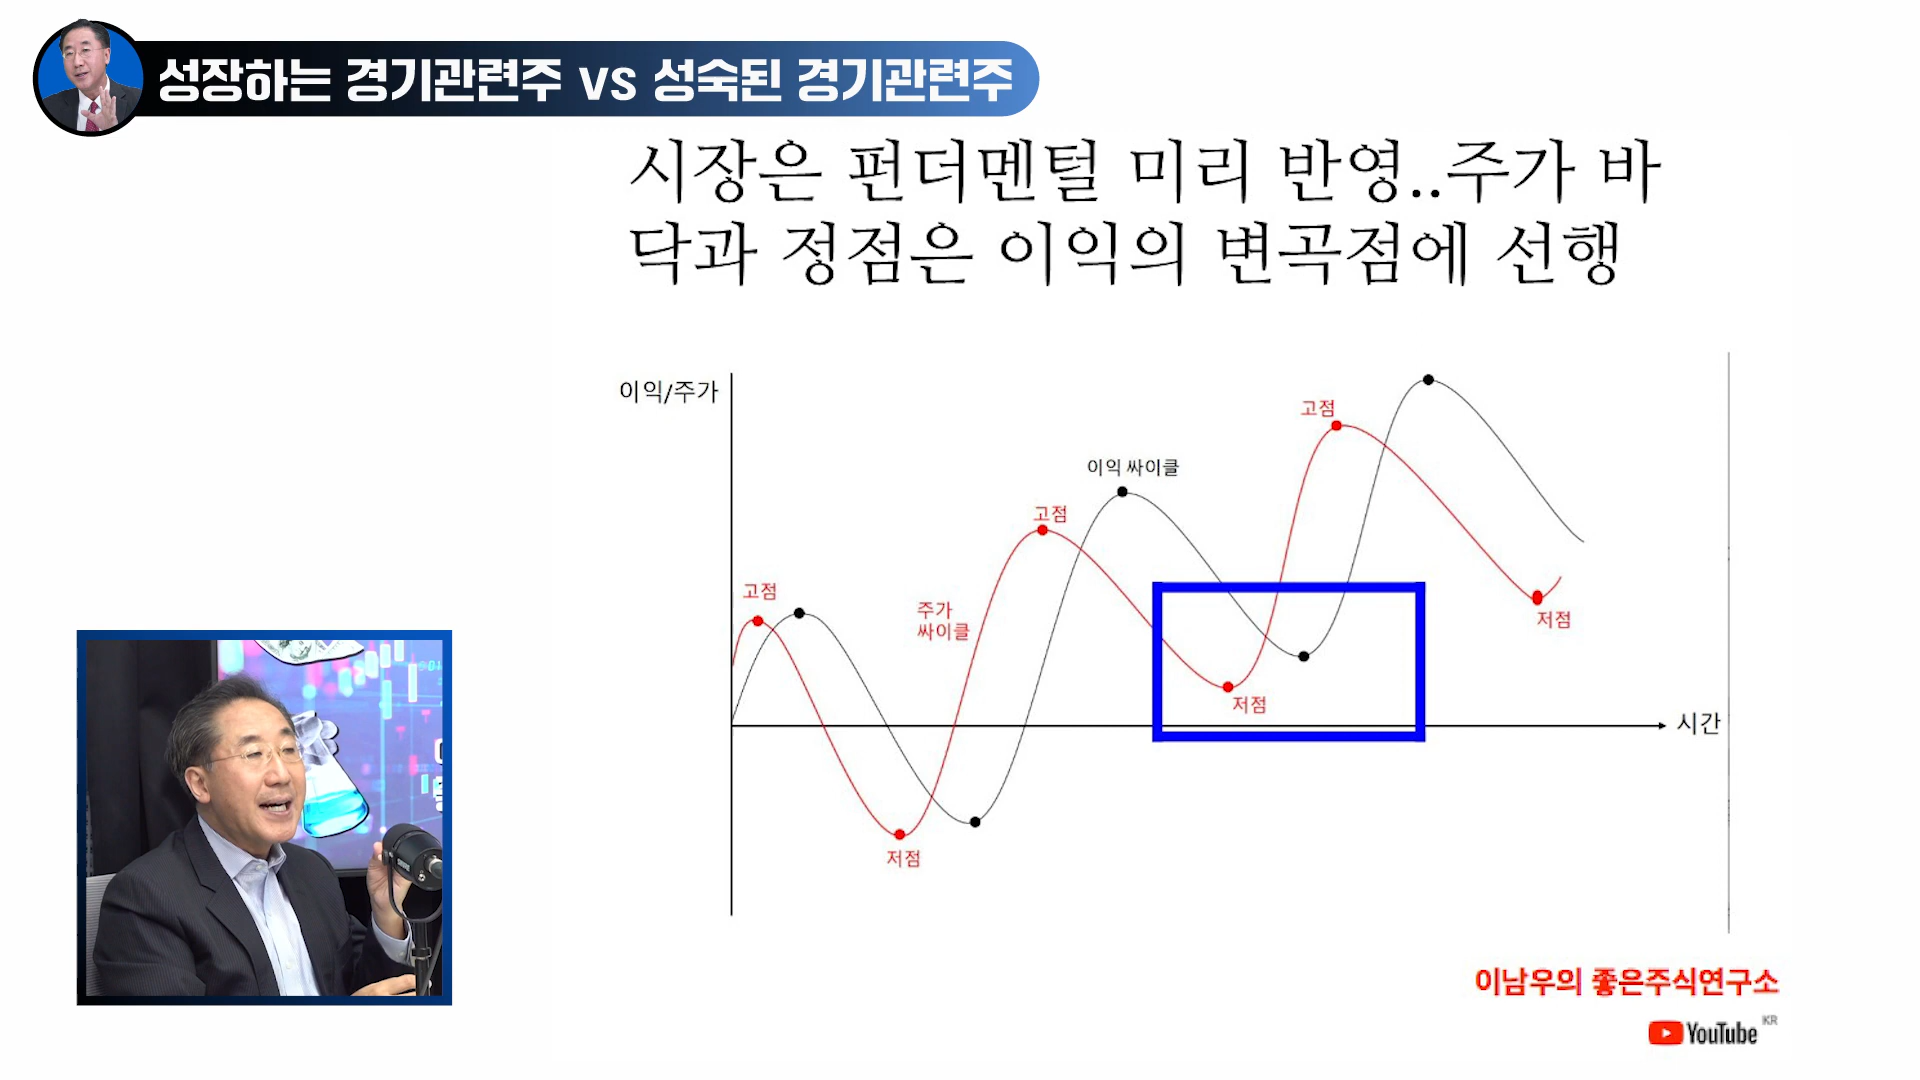 성장하는 경기관련주 vs 성숙된 경기관련주
시장은 펀더멘털 미리 반영..주가 바
닥과 정점은 이익의 변곡점에 선행
이익/주가
고점
이익 싸이클
고점
고점
주가
싸이클
저점
저점
시간
저점
이남우의 좋은주식연구소
YouTube KR